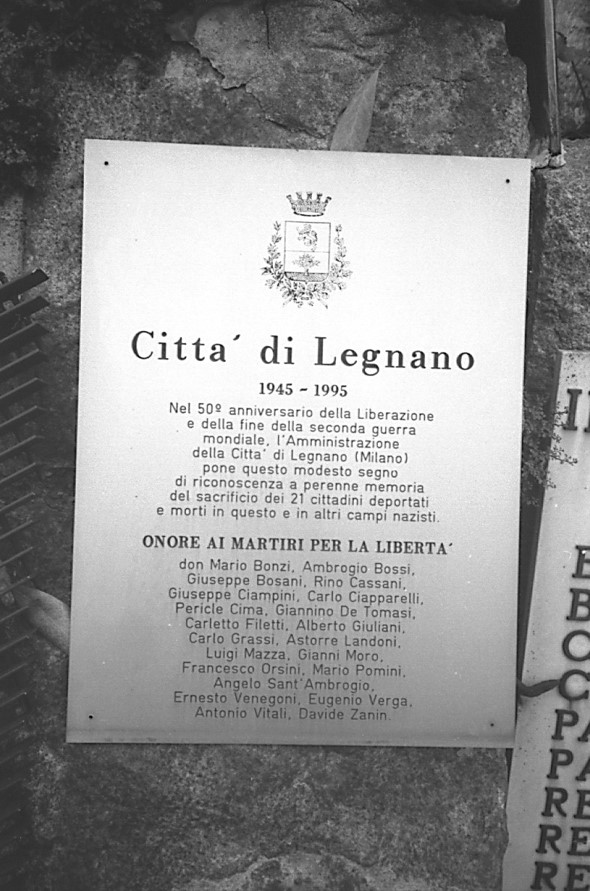 Citta´ di Legnano
1945 - 1995
Nel 50º anniversario della Liberazione
e della fine della seconda guerra
mondiale, l'Amministrazione
della Citta´ di Legnano (Milano)
pone questo modesto segno
di riconoscenza a perenne memoria
del sacrificio dei 21 cittadini deportati
e morti in questo e in altri campi nazisti.
ONORE AI MARTIRI PER LA LIBERTA´
don Mario Bonzi, Ambrogio Bossi,
Giuseppe Bosani, Rino Cassani,
Giuseppe Ciampini, Carlo Ciapparelli,
Pericle Cima, Giannino De Tomasi,
Carletto Filetti, Alberto Giuliani,
Carlo Grassi, Astorre Landoni,
Luigi Mazza, Gianni Moro,
Francesco Orsini, Mario Pomini,
Angelo Sant'Ambrogio,
Ernesto Venegoni, Eugenio Verga,
Antonio Vitali, Davide Zanin.